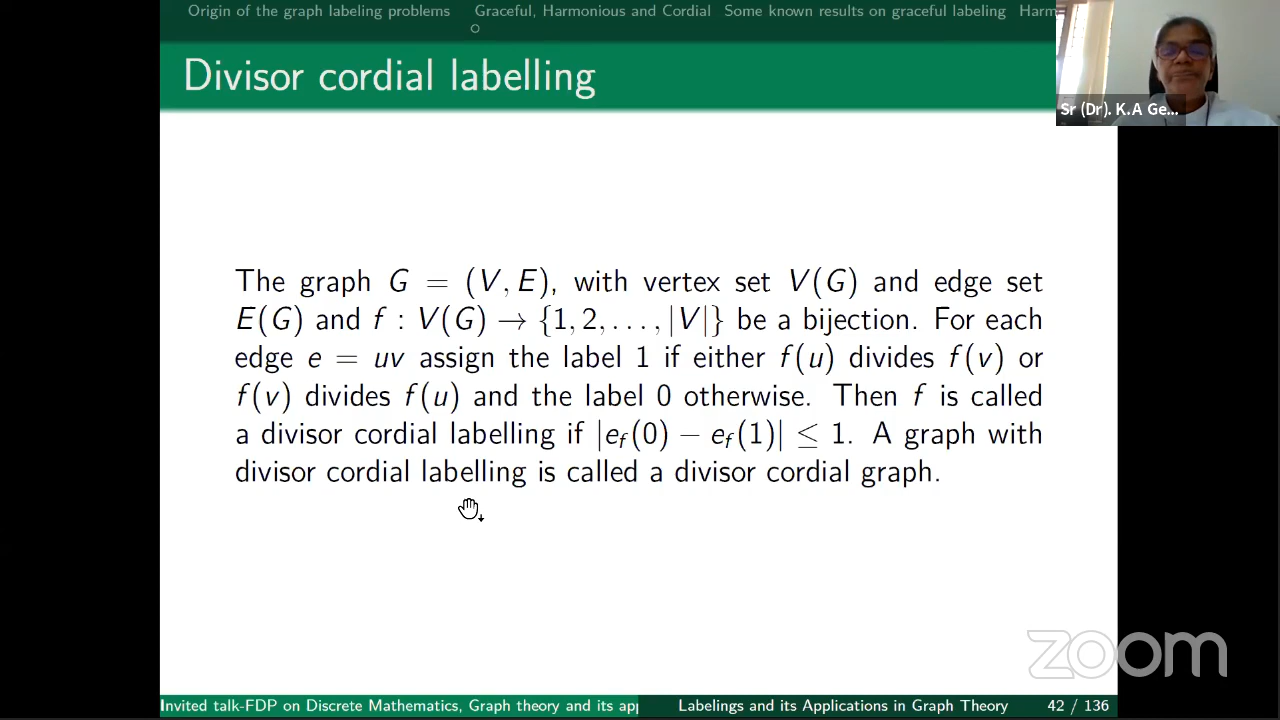 Origin of the graph labeling problems Graceful, Harmonious and Cordial Some known results on graceful labeling Harm
Divisor cordial labelling
Sr (Dr). K.A Ge...
The graph G = (V, E), with vertex set V(G) and edge set
E(G) and f : V(G) → {1, 2, . . . , |V|} be a bijection. For each
edge e = uv assign the label 1 if either f(u) divides f(v) or
f(v) divides f(u) and the label 0 otherwise. Then f is called
a divisor cordial labelling if |e_f(0) − e_f(1)| ≤ 1. A graph with
divisor cordial labelling is called a divisor cordial graph.
zoom
Invited talk-FDP on Discrete Mathematics, Graph theory and its app Labelings and its Applications in Graph Theory 42 / 136